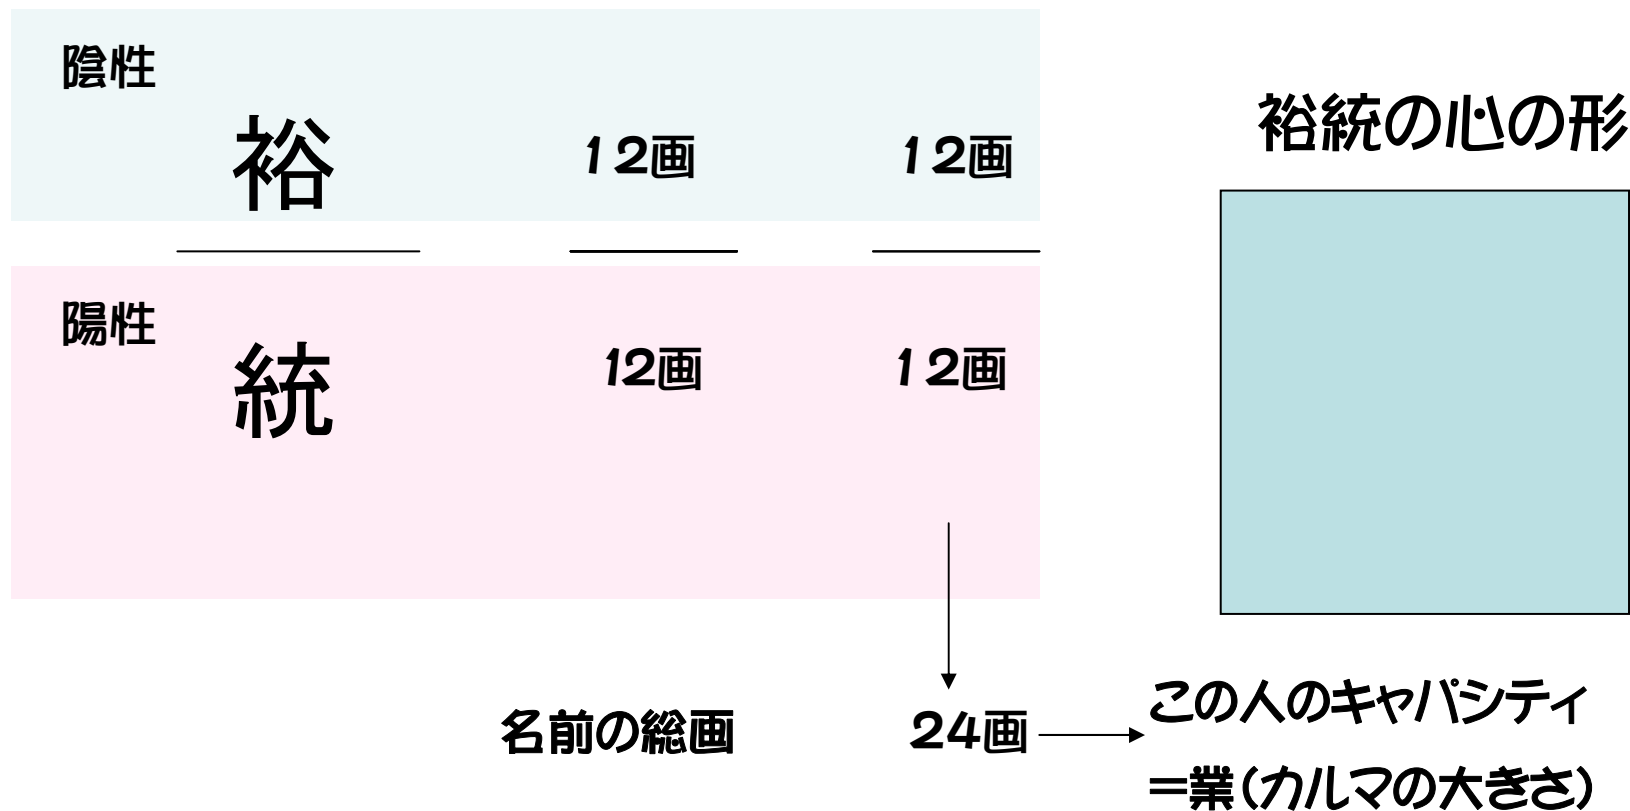 陰性
裕 12画 12画
陽性
統 12画 12画
名前の総画 24画
裕統の心の形
この人のキャパシティ
=業(カルマの大きさ)